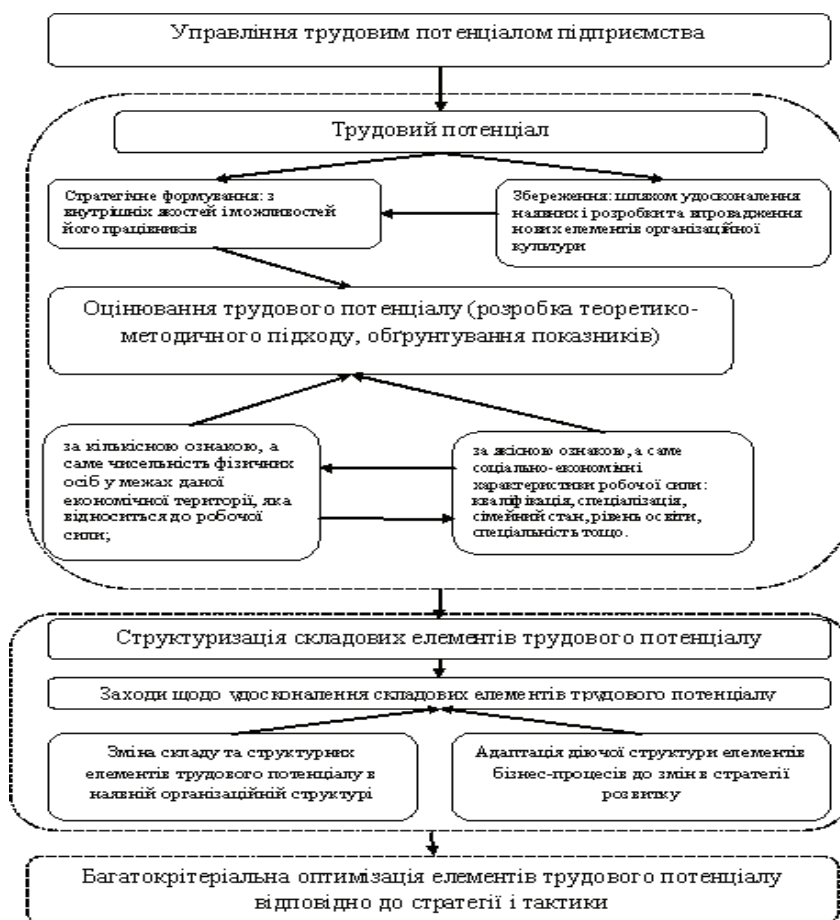 Управління трудовим потенціалом підприємства
Трудовий потенціал
Стратегічне формування: з
внутрішніх якостей і можливостей
його працівників
Збереження: шляхом удосконалення
наявних і розробки та впровадження
нових елементів організаційної
культури
Оцінювання трудового потенціалу (розробка теоретико-
методичного підходу, обґрунтування показників)
за кількісною ознакою, а
саме чисельність фізичних
осіб у межах даної
економічної території, яка
відноситься до робочої
сили;
за якісною ознакою, а саме
соціально-економічні
характеристики робочої сили:
кваліфікація, спеціалізація,
сімейний стан, рівень освіти,
спеціальність тощо.
Структуризація складових елементів трудового потенціалу
Заходи щодо удосконалення складових елементів трудового потенціалу
Зміна складу та структурних
елементів трудового потенціалу в
наявній організаційній структурі
Адаптація діючої структури елементів
бізнес-процесів до змін в стратегії
розвитку
Багатокрітеріальна оптимізація елементів трудового потенціалу
відповідно до стратегії і тактики